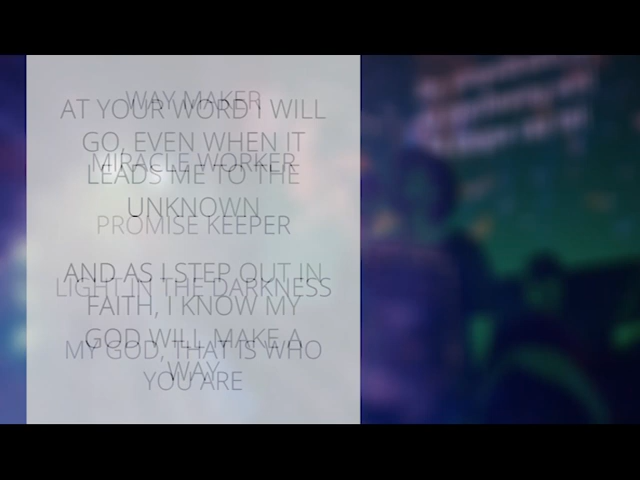 WAY MAKER
AT YOUR WORD I WILL
GO, EVEN WHEN IT
MIRACLE WORKER
LEADS ME TO THE
UNKNOWN
PROMISE KEEPER
AND AS I STEP OUT IN
LIGHT IN THE DARKNESS
FAITH, I KNOW MY
GOD WILL MAKE A
MY GOD, THAT IS WHO
WAY
YOU ARE